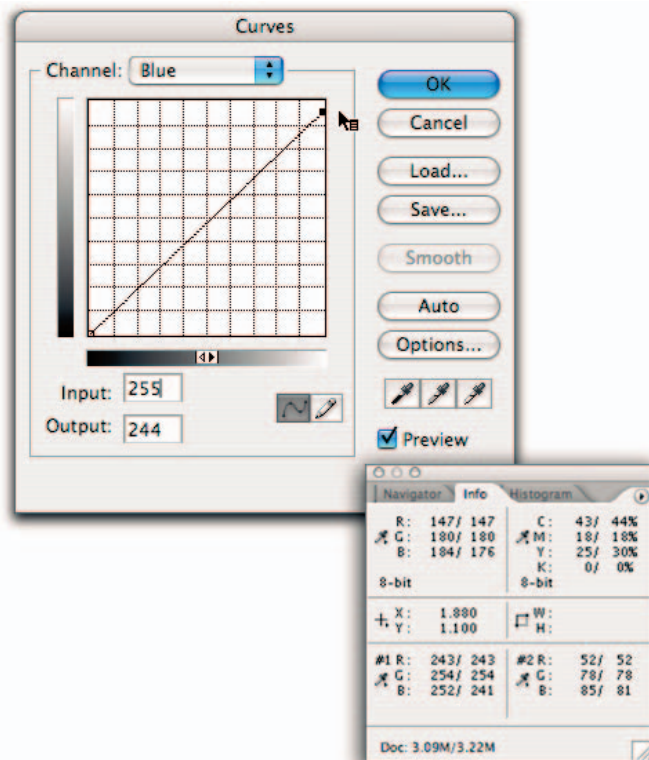 Curves
Channel: Blue
OK
Cancel
Load...
Save...
Smooth
Auto
Options...
Input: 255
Output: 244
Preview
Navigator Info Histogram
R: 147/ 147 C: 43/ 44%
G: 180/ 180 M: 18/ 18%
B: 184/ 176 Y: 25/ 30%
K: 0/ 0%
8-bit 8-bit
X: 1.880 W:
Y: 1.100 H:
#1 R: 243/ 243 #2 R: 52/ 52
G: 254/ 254 G: 78/ 78
B: 252/ 241 B: 85/ 81
Doc: 3.09M/3.22M